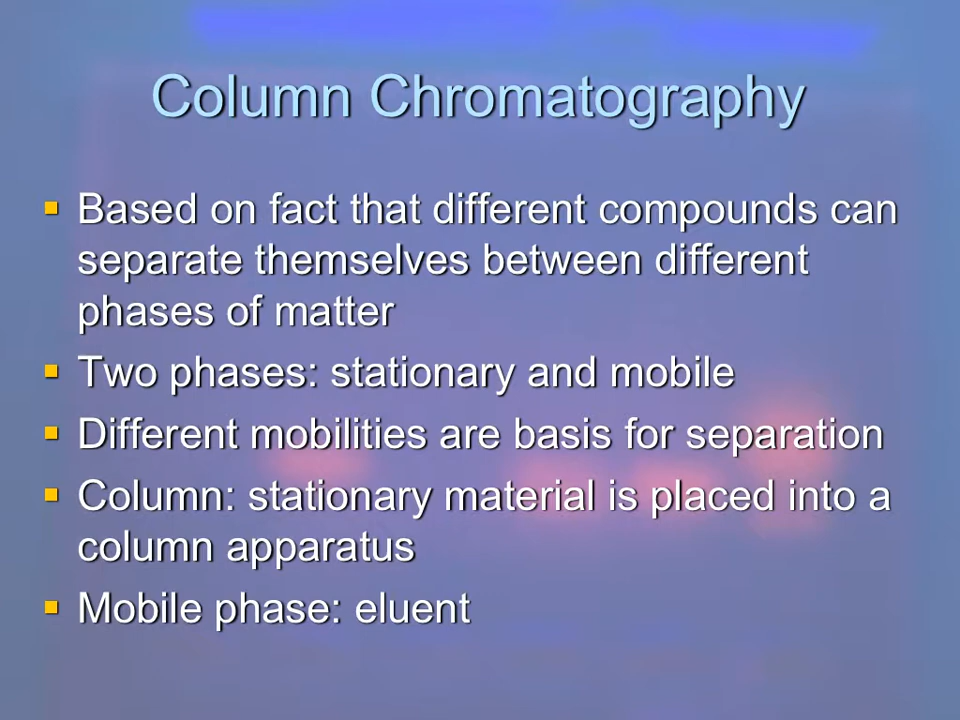 Column Chromatography
▪ Based on fact that different compounds can
separate themselves between different
phases of matter
▪ Two phases: stationary and mobile
▪ Different mobilities are basis for separation
▪ Column: stationary material is placed into a
column apparatus
▪ Mobile phase: eluent